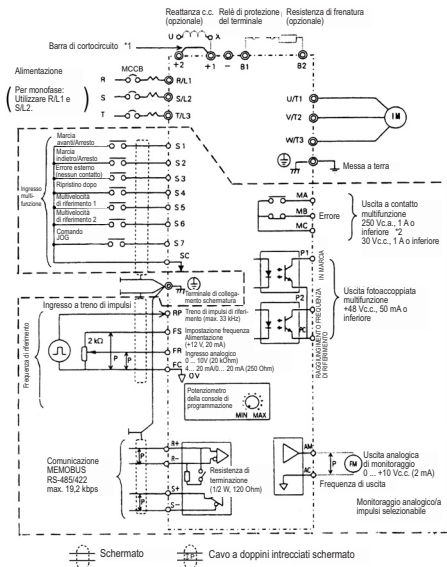 Reattanza c.c.
(opzionale)
Relè di protezione
del terminale
Resistenza di frenatura
(opzionale)
U
X
Barra di cortocircuito *1
+2
+1
−
B1
B2
Alimentazione
MCCB
Per monofase:
Utilizzare R/L1 e
S/L2.
R
R/L1
S
S/L2
T
T/L3
U/T1
V/T2
W/T3
IM
Messa a terra
Ingresso
multi-
funzione
Marcia
avanti/Arresto
S1
Marcia
indietro/Arresto
S2
Errore esterno
(nessun contatto)
S3
Ripristino dopo
S4
Multivelocità
di riferimento 1
S5
Multivelocità
di riferimento 2
S6
Comando
JOG
S7
SC
MA
MB
MC
Errore
Uscita a contatto
multifunzione
250 Vc.a., 1 A o
inferiore *2
30 Vc.c., 1 A o
inferiore
P1
P2
PC
IN MARCIA
RAGGIUNGIMENTO FREQUENZA
DI RIFERIMENTO
Uscita fotoaccoppiata
multifunzione
+48 Vc.c., 50 mA o
inferiore
Terminale di collega-
mento schermatura
Frequenza di riferimento
Ingresso a treno di impulsi
RP
Treno di impulsi di riferi-
mento (max. 33 kHz)
2 kΩ
FS
Impostazione frequenza
Alimentazione
(+12 V, 20 mA)
P
P
FR
Ingresso analogico
0 ... 10V (20 kOhm)
FC
4... 20 mA/0... 20 mA (250 Ohm)
0V
Potenziometro
della console di
programmazione
MIN MAX
Comunicazione
MEMOBUS
RS-485/422
max. 19,2 kbps
P
P
R+
R−
S+
S−
Resistenza di
terminazione
(1/2 W, 120 Ohm)
AM
AC
P
FM
Uscita analogica
di monitoraggio
0 ... +10 Vc.c. (2 mA)
Frequenza di uscita
Monitoraggio analogico/a
impulsi selezionabile
Schermato
P
Cavo a doppini intrecciati schermato